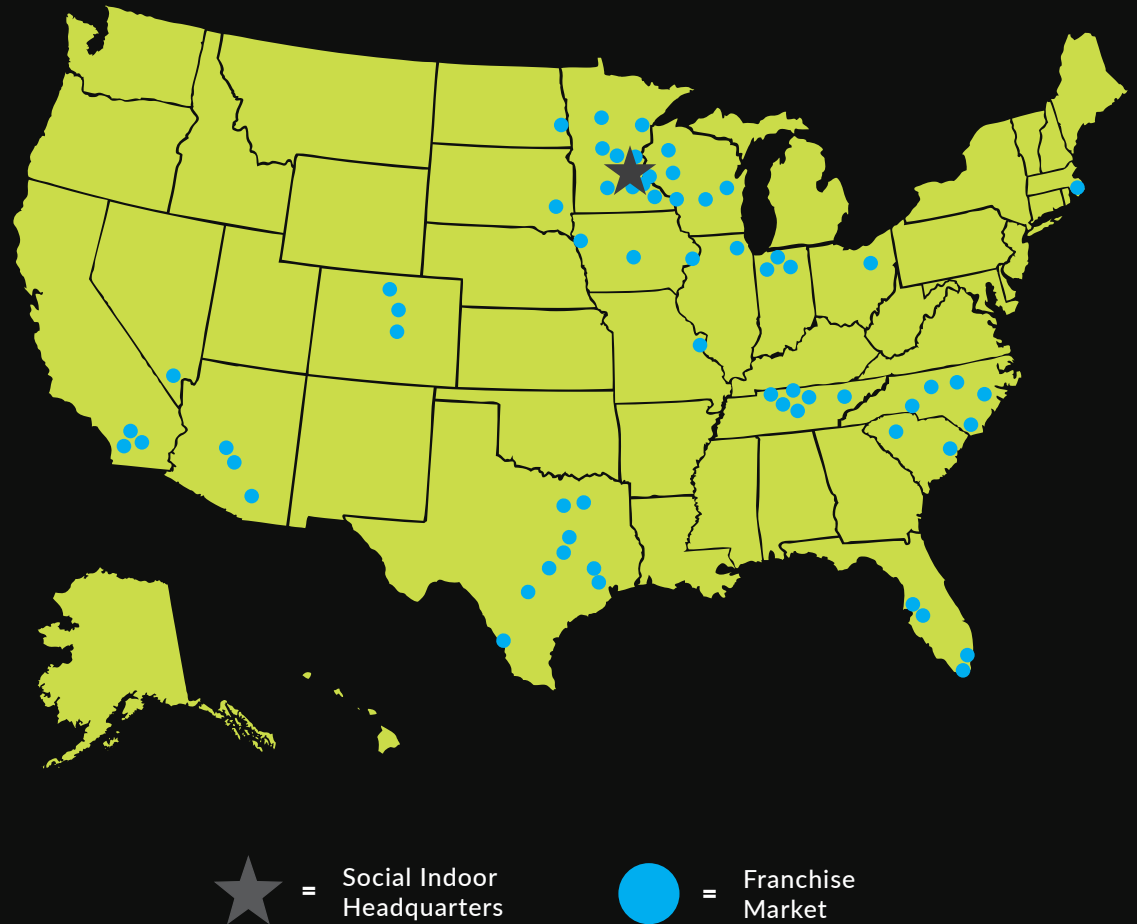 = Social Indoor
Headquarters
= Franchise
Market